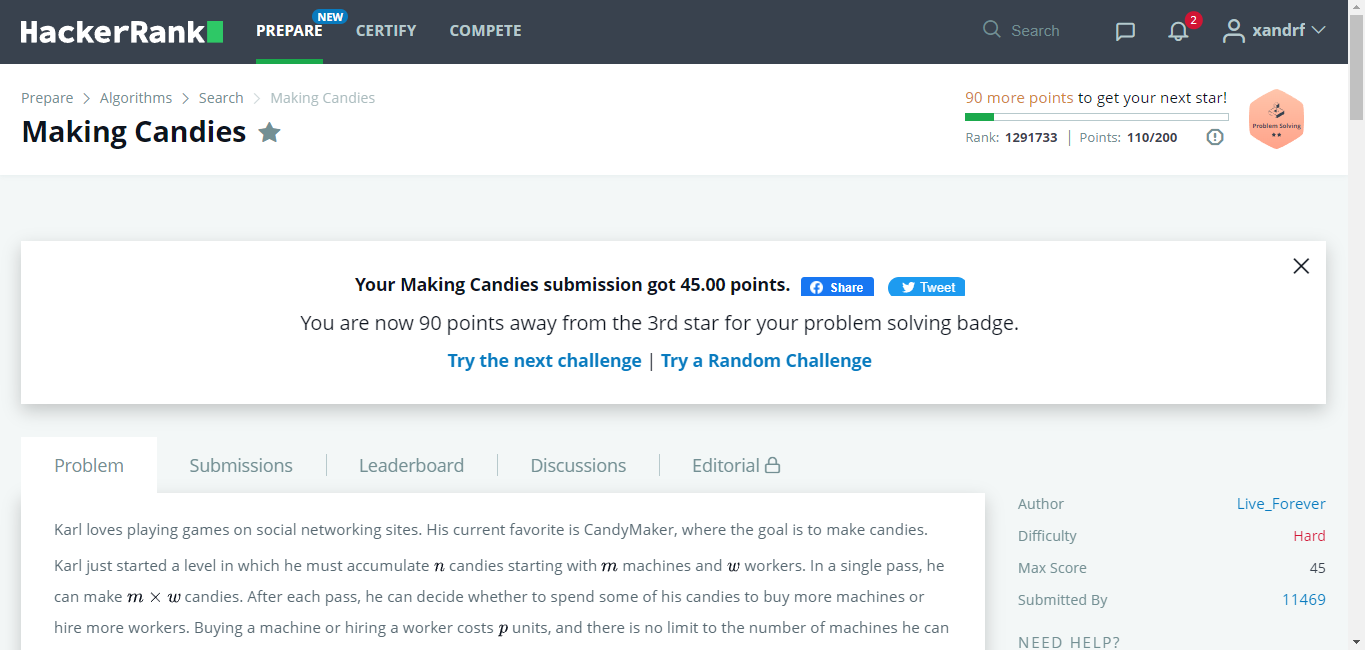 HackerRank
PREPARE
NEW
CERTIFY
COMPETE
Search
2
xandrf
Prepare > Algorithms > Search > Making Candies
Making Candies
90 more points to get your next star!
Rank: 1291733 | Points: 110/200
Problem Solving
Your Making Candies submission got 45.00 points.
Share
Tweet
You are now 90 points away from the 3rd star for your problem solving badge.
Try the next challenge | Try a Random Challenge
Problem
Submissions
Leaderboard
Discussions
Editorial
Karl loves playing games on social networking sites. His current favorite is CandyMaker, where the goal is to make candies.
Karl just started a level in which he must accumulate n candies starting with m machines and w workers. In a single pass, he
can make m × w candies. After each pass, he can decide whether to spend some of his candies to buy more machines or
hire more workers. Buying a machine or hiring a worker costs p units, and there is no limit to the number of machines he can
Author Live_Forever
Difficulty Hard
Max Score 45
Submitted By 11469
NEED HELP?